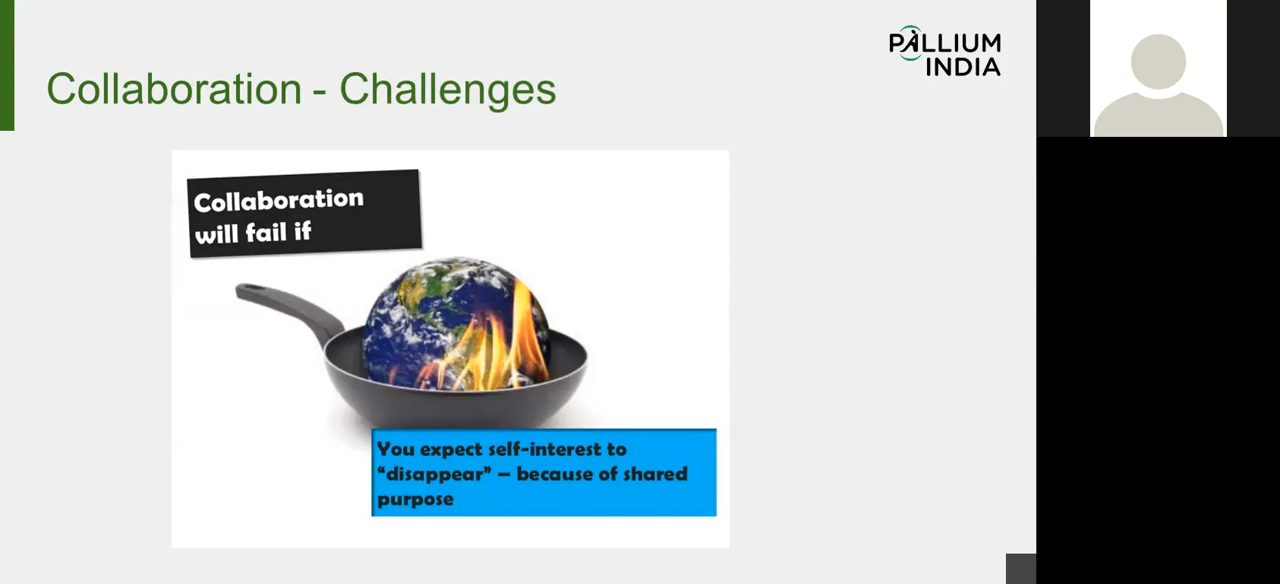 PALLIUM
INDIA
Collaboration - Challenges
Collaboration
will fail if
You expect self-interest to
“disappear” – because of shared
purpose